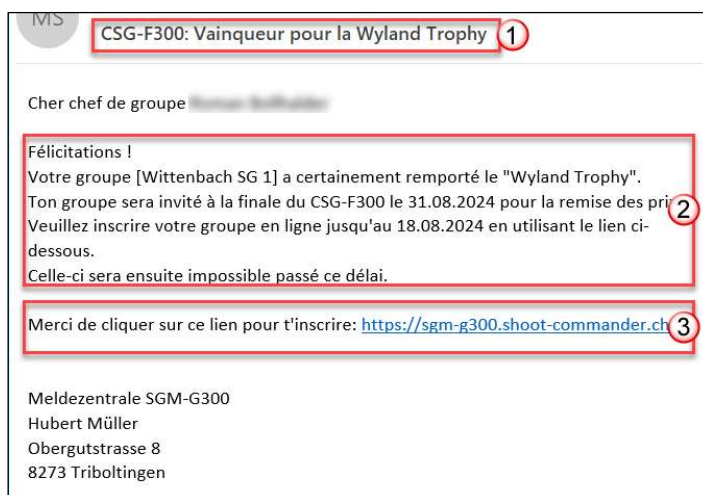 MS
CSG-F300: Vainqueur pour la Wyland Trophy
1
Cher chef de groupe
Félicitations !
Votre groupe [Wittenbach SG 1] a certainement remporté le "Wyland Trophy".
Ton groupe sera invité à la finale du CSG-F300 le 31.08.2024 pour la remise des pri
2
Veuillez inscrire votre groupe en ligne jusqu'au 18.08.2024 en utilisant le lien ci-
dessous.
Celle-ci sera ensuite impossible passé ce délai.
Merci de cliquer sur ce lien pour t'inscrire: https://sgm-g300.shoot-commander.ch
3
Meldezentrale SGM-G300
Hubert Müller
Obergutstrasse 8
8273 Triboltingen